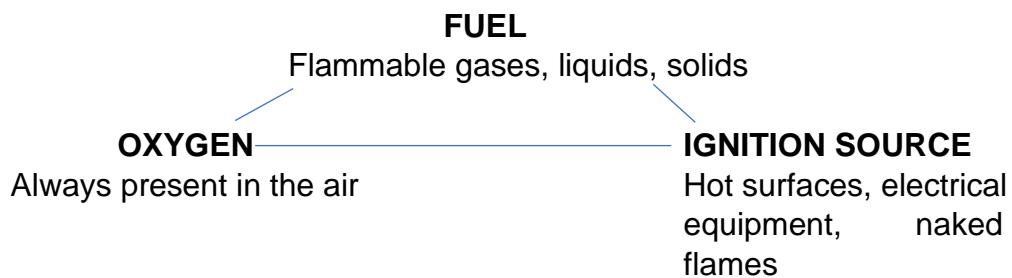 FUEL
Flammable gases, liquids, solids
OXYGEN
IGNITION SOURCE
Always present in the air
Hot surfaces, electrical
equipment, naked
flames